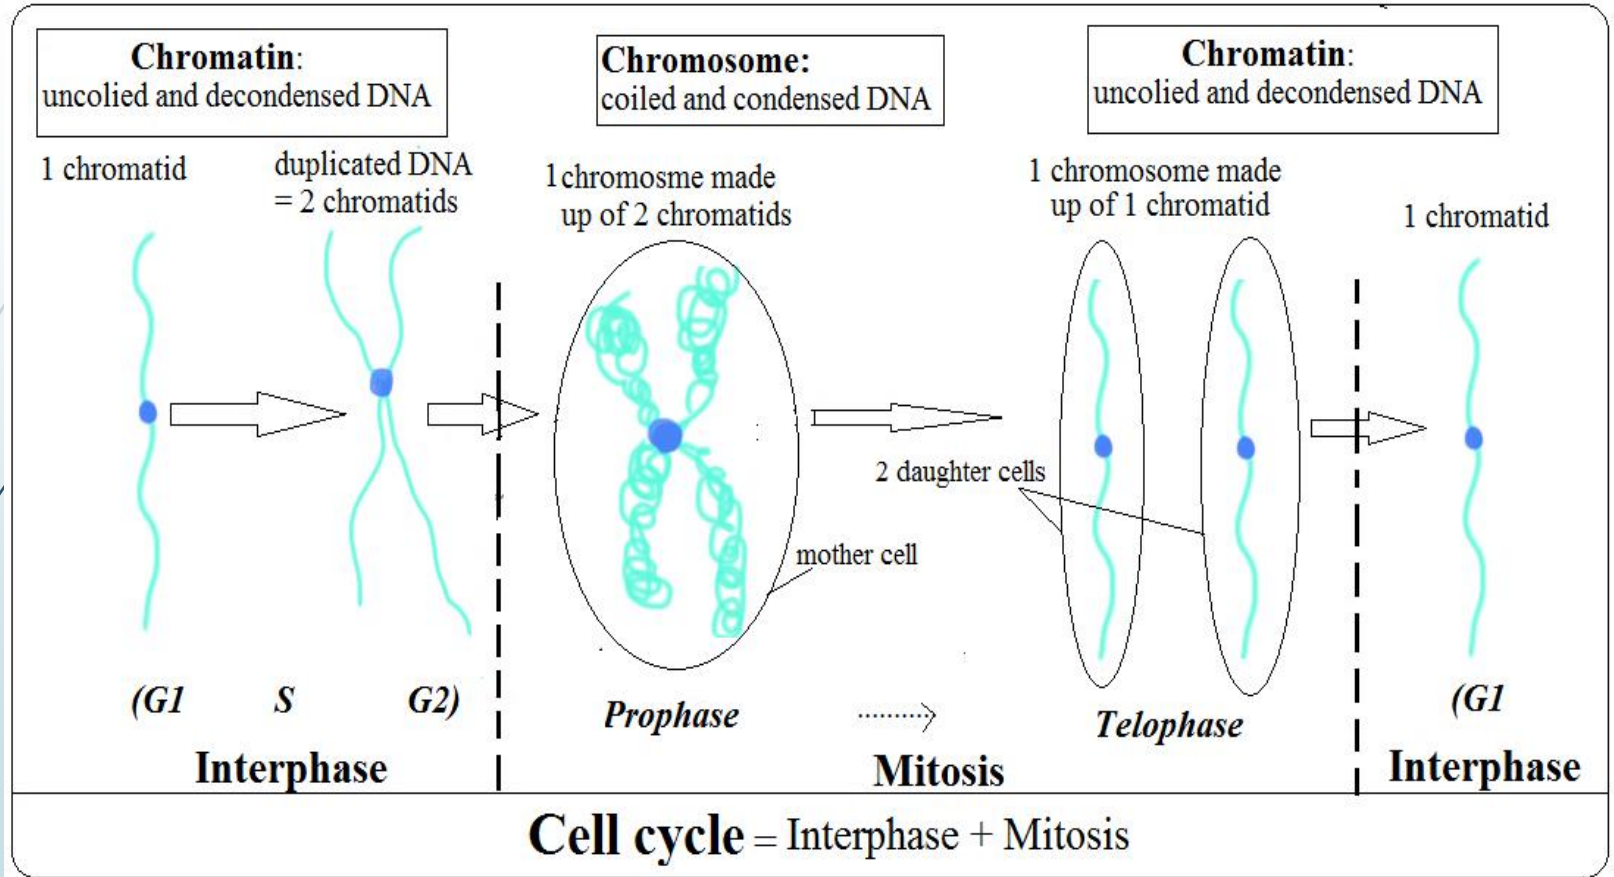 Chromatin:
uncolied and decondensed DNA
Chromosome:
coiled and condensed DNA
Chromatin:
uncolied and decondensed DNA
1 chromatid
duplicated DNA
= 2 chromatids
1chromosme made
up of 2 chromatids
1 chromosome made
up of 1 chromatid
1 chromatid
2 daughter cells
mother cell
(G1 S G2)
Prophase
Telophase
(G1
Interphase
Mitosis
Interphase
Cell cycle = Interphase + Mitosis